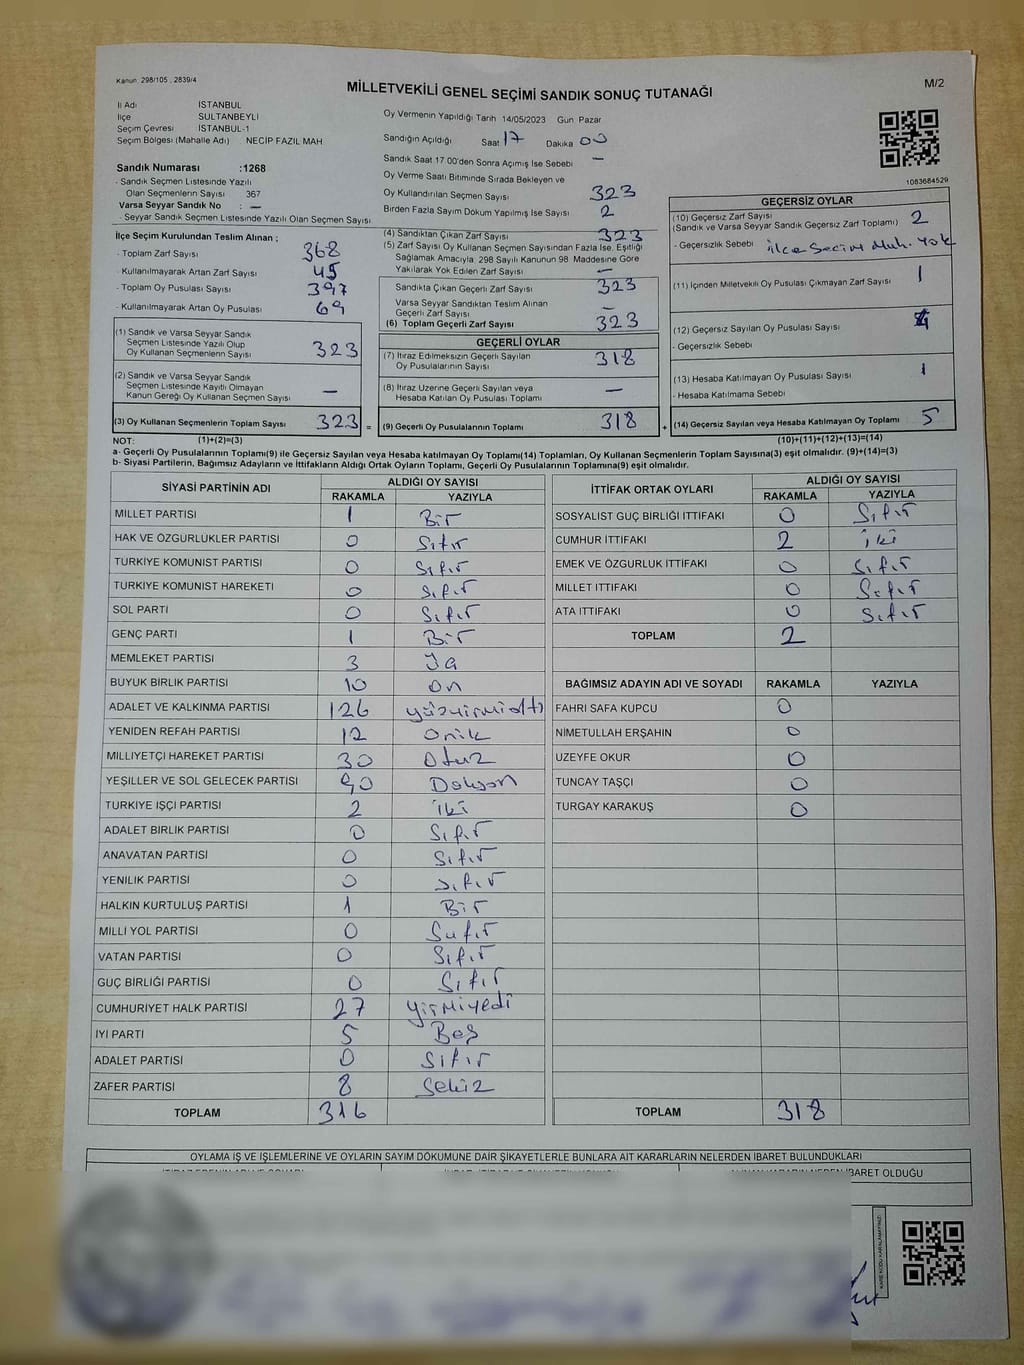 Kanun: 298/105 , 2839/4
MİLLETVEKİLİ GENEL SEÇİMİ SANDIK SONUÇ TUTANAĞI
M/2
İl Adı İSTANBUL
İlçe SULTANBEYLİ
Seçim Çevresi İSTANBUL-1
Seçim Bölgesi (Mahalle Adı) NECİP FAZIL MAH
Sandık Numarası :1268
- Sandık Seçmen Listesinde Yazılı
Olan Seçmenlerin Sayısı 367
Varsa Seyyar Sandık No : —
- Seyyar Sandık Seçmen Listesinde Yazılı Olan Seçmen Sayısı
Oy Vermenin Yapıldığı Tarih 14/05/2023 Gün Pazar
Sandığın Açıldığı Saat 17 Dakika 00
Sandık Saat 17.00'den Sonra Açımış İse Sebebi —
Oy Verme Saati Bitiminde Sırada Bekleyen ve
Oy Kullandırılan Seçmen Sayısı 323
Birden Fazla Sayım Döküm Yapılmış İse Sayısı 2
1083684529
İlçe Seçim Kurulundan Teslim Alınan ;
- Toplam Zarf Sayısı 368
- Kullanılmayarak Artan Zarf Sayısı 45
- Toplam Oy Pusulası Sayısı 397
- Kullanılmayarak Artan Oy Pusulası 69
(4) Sandıktan Çıkan Zarf Sayısı 323
(5) Zarf Sayısı Oy Kullanan Seçmen Sayısından Fazla İse, Eşitliği
Sağlamak Amacıyla 298 Sayılı Kanunun 98. Maddesine Göre
Yakılarak Yok Edilen Zarf Sayısı —
Sandıkta Çıkan Geçerli Zarf Sayısı 323
Varsa Seyyar Sandıktan Teslim Alınan
Geçerli Zarf Sayısı —
(6) Toplam Geçerli Zarf Sayısı 323
GEÇERSİZ OYLAR
(10) Geçersiz Zarf Sayısı 2
(Sandık ve Varsa Seyyar Sandık Geçersiz Zarf Toplamı)
- Geçersizlik Sebebi ilçe Seçim Müh. Yok
(11) İçinden Milletvekili Oy Pusulası Çıkmayan Zarf Sayısı 1
(12) Geçersiz Sayılan Oy Pusulası Sayısı
- Geçersizlik Sebebi
(13) Hesaba Katılmayan Oy Pusulası Sayısı 1
- Hesaba Katılmama Sebebi
(14) Geçersiz Sayılan veya Hesaba Katılmayan Oy Toplamı : 5
(1) Sandık ve Varsa Seyyar Sandık
Seçmen Listesinde Yazılı Olup
Oy Kullanan Seçmenlerin Sayısı 323
(2) Sandık ve Varsa Seyyar Sandık
Seçmen Listesinde Kayıtlı Olmayan
Kanun Gereği Oy Kullanan Seçmen Sayısı —
(3) Oy Kullanan Seçmenlerin Toplam Sayısı 323 =
GEÇERLİ OYLAR
(7) İtiraz Edilmeksizin Geçerli Sayılan
Oy Pusulalarının Sayısı 318
(8) İtiraz Üzerine Geçerli Sayılan veya
Hesaba Katılan Oy Pusulası Toplamı —
(9) Geçerli Oy Pusulalarının Toplamı 318 +
NOT: (1)+(2)=(3) (10)+(11)+(12)+(13)=(14)
a- Geçerli Oy Pusulalarının Toplamı(9) ile Geçersiz Sayılan veya Hesaba katılmayan Oy Toplamı(14) Toplamları, Oy Kullanan Seçmenlerin Toplam Sayısına(3) eşit olmalıdır. (9)+(14)=(3)
b- Siyasi Partilerin, Bağımsız Adayların ve İttifakların Aldığı Ortak Oyların Toplamı, Geçerli Oy Pusulalarının Toplamına(9) eşit olmalıdır.
SİYASİ PARTİNİN ADI ALDIĞI OY SAYISI
RAKAMLA YAZIYLA
MİLLET PARTİSİ 1 Bir
HAK VE ÖZGÜRLÜKLER PARTİSİ 0 Sıfır
TÜRKİYE KOMÜNİST PARTİSİ 0 Sıfır
TÜRKİYE KOMÜNİST HAREKETİ 0 Sıfır
SOL PARTİ 0 Sıfır
GENÇ PARTİ 1 Bir
MEMLEKET PARTİSİ 3
BÜYÜK BİRLİK PARTİSİ 10 on
ADALET VE KALKINMA PARTİSİ 126 yüzyirmialtı
YENİDEN REFAH PARTİSİ 12 Onik
MİLLİYETÇİ HAREKET PARTİSİ 30 Otuz
YEŞİLLER VE SOL GELECEK PARTİSİ 90 Doksan
TÜRKİYE İŞÇİ PARTİSİ 2 iki
ADALET BİRLİK PARTİSİ 0 Sıfır
ANAVATAN PARTİSİ 0 Sıfır
YENİLİK PARTİSİ 0 sıfır
HALKIN KURTULUŞ PARTİSİ 1 Bir
MİLLİ YOL PARTİSİ 0 Sıfır
VATAN PARTİSİ 0 Sıfır
GÜÇ BİRLİĞİ PARTİSİ 0 Sıfır
CUMHURİYET HALK PARTİSİ 27 yirmiyedi
İYİ PARTİ 5 Beş
ADALET PARTİSİ 0 Sıfır
ZAFER PARTİSİ 8 Sekiz
TOPLAM 316
İTTİFAK ORTAK OYLARI ALDIĞI OY SAYISI
RAKAMLA YAZIYLA
SOSYALİST GÜÇ BİRLİĞİ İTTİFAKI 0 Sıfır
CUMHUR İTTİFAKI 2 iki
EMEK VE ÖZGÜRLÜK İTTİFAKI 0 Sıfır
MİLLET İTTİFAKI 0 Sıfır
ATA İTTİFAKI 0 Sıfır
TOPLAM 2
BAĞIMSIZ ADAYIN ADI VE SOYADI RAKAMLA YAZIYLA
FAHRİ SAFA KUPCU 0
NİMETULLAH ERŞAHİN 0
ÜZEYFE OKUR 0
TUNCAY TAŞÇI 0
TURGAY KARAKUŞ 0
TOPLAM 318
OYLAMA İŞ VE İŞLEMLERİNE VE OYLARIN SAYIM DÖKÜMÜNE DAİR ŞİKAYETLERLE BUNLARA AİT KARARLARIN NELERDEN İBARET BULUNDUKLARI
İBARET OLDUĞU
KARE KODU KARALAMAYINIZ!